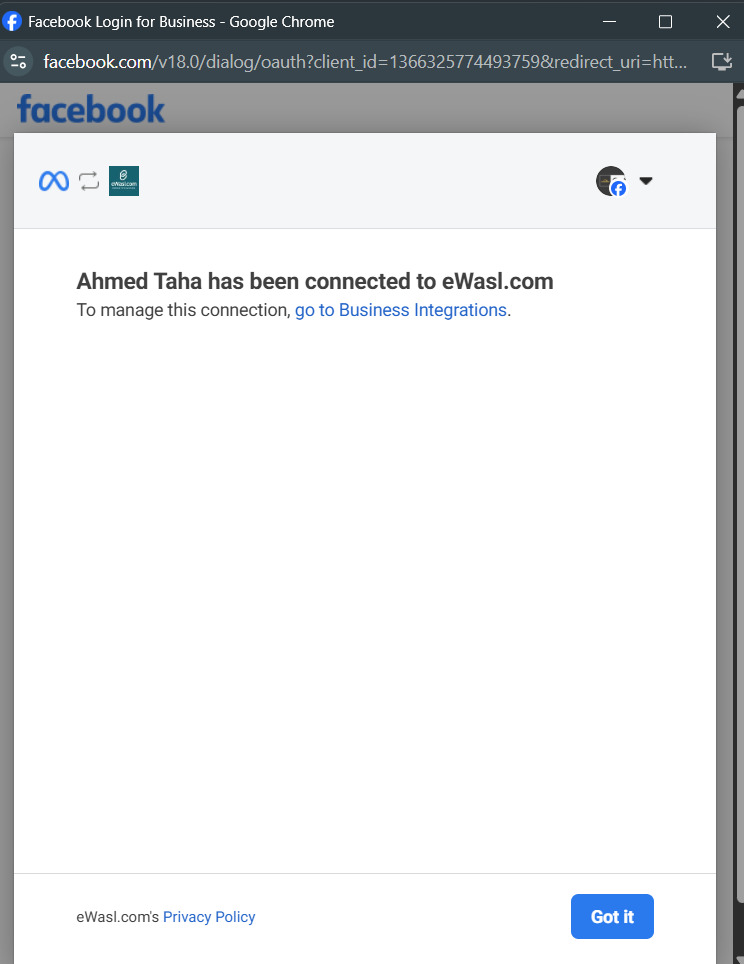 Facebook Login for Business - Google Chrome
facebook.com/v18.0/dialog/oauth?client_id=1366325774493759&redirect_uri=htt...
facebook
eWasl.com
Ahmed Taha has been connected to eWasl.com
To manage this connection, go to Business Integrations.
eWasl.com's Privacy Policy
Got it